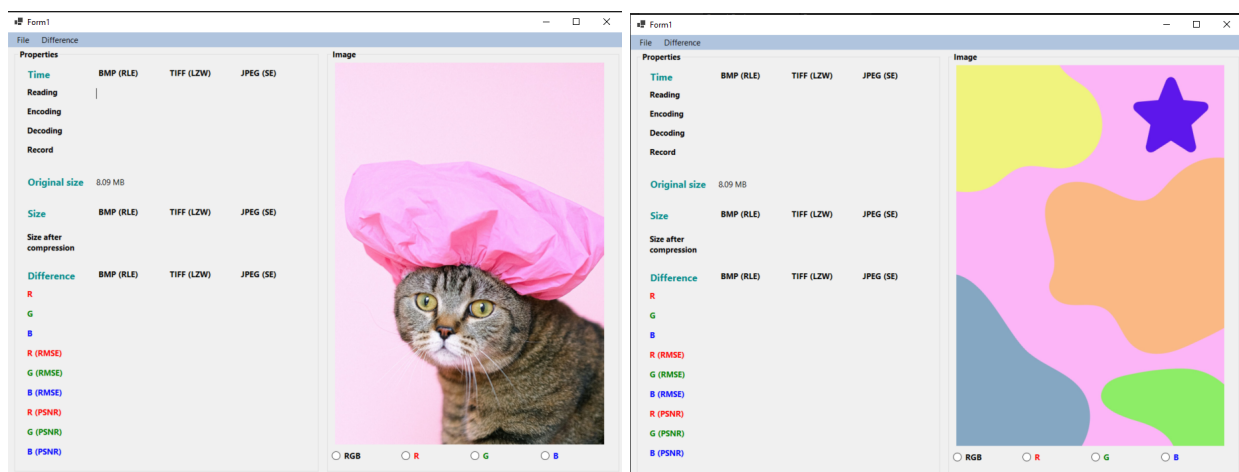 Form1
File Difference
Properties
Image
Time BMP (RLE) TIFF (LZW) JPEG (SE)
Reading
Encoding
Decoding
Record
Original size 8.09 MB
Size BMP (RLE) TIFF (LZW) JPEG (SE)
Size after
compression
Difference BMP (RLE) TIFF (LZW) JPEG (SE)
R
G
B
R (RMSE)
G (RMSE)
B (RMSE)
R (PSNR)
G (PSNR)
B (PSNR)
RGB R G B
Form1
File Difference
Properties
Image
Time BMP (RLE) TIFF (LZW) JPEG (SE)
Reading
Encoding
Decoding
Record
Original size 8.09 MB
Size BMP (RLE) TIFF (LZW) JPEG (SE)
Size after
compression
Difference BMP (RLE) TIFF (LZW) JPEG (SE)
R
G
B
R (RMSE)
G (RMSE)
B (RMSE)
R (PSNR)
G (PSNR)
B (PSNR)
RGB R G B